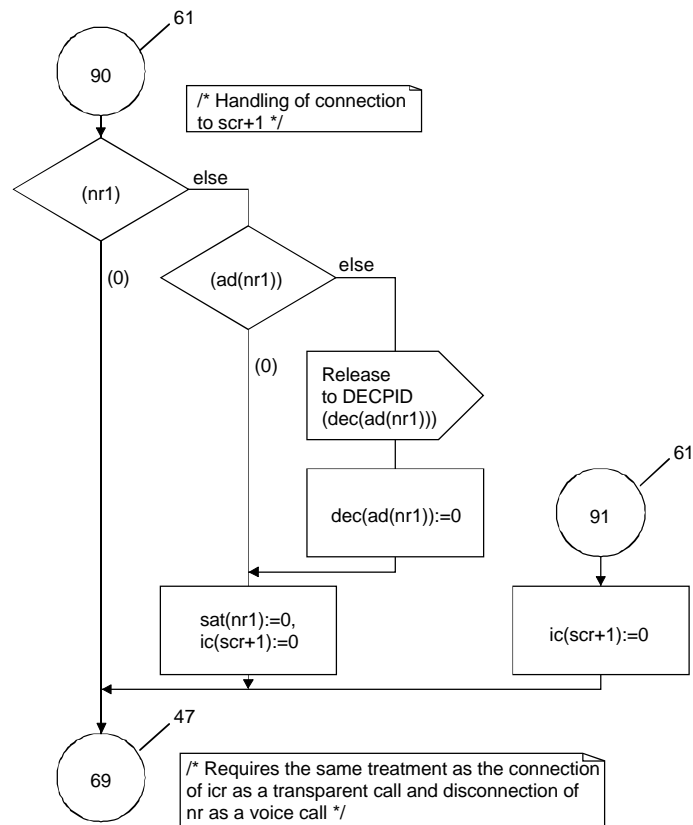 61
90
/* Handling of connection
to scr+1 */
(nr1)
else
(ad(nr1))
else
(0)
(0)
Release
to DECPID
(dec(ad(nr1)))
61
dec(ad(nr1)):=0
91
sat(nr1):=0,
ic(scr+1):=0
ic(scr+1):=0
47
69
/* Requires the same treatment as the connection
of icr as a transparent call and disconnection of
nr as a voice call */